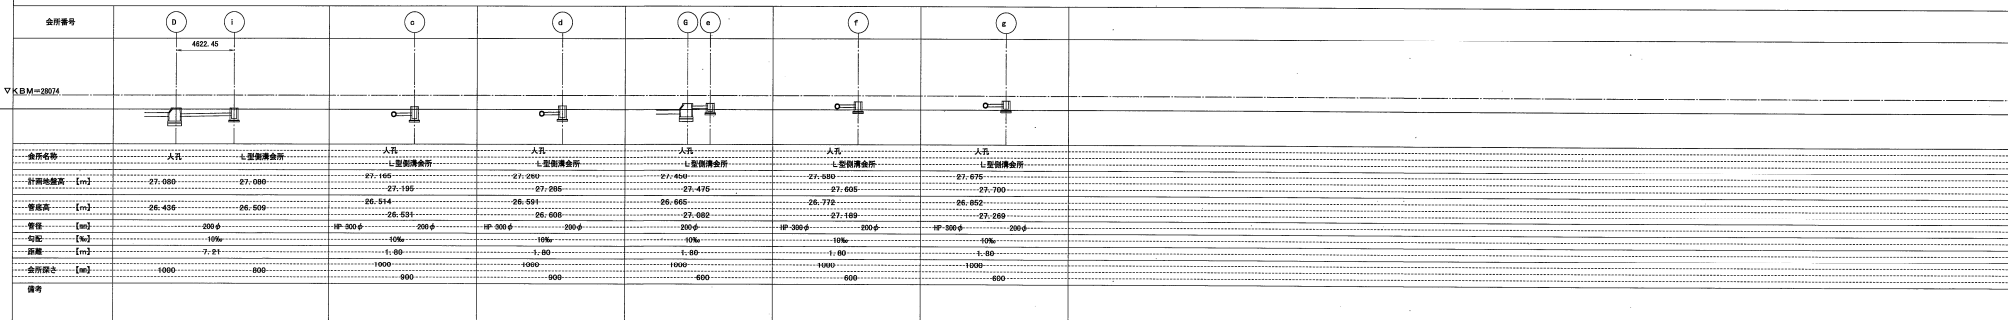 会所番号 D i c d G e f g
4622.45
▽KBM=28074
人孔 人孔 人孔 人孔 人孔
会所名称 人孔 L型側溝会所
L型側溝会所 L型側溝会所 L型側溝会所 L型側溝会所 L型側溝会所
27.165 27.260 27.450 27.580 27.675
計画地盤高 [m] 27.080 27.080
27.195 27.285 27.475 27.605 27.700
26.514 26.591 26.665 26.772 26.852
管底高 [m] 26.436 26.509
26.531 26.608 27.082 27.189 27.269
管径 [mm] 200φ HP 300φ 200φ HP 300φ 200φ 200φ HP 300φ 200φ HP 300φ 200φ
勾配 [‰] 10‰ 10‰ 10‰ 10‰ 10‰ 10‰
距離 [m] 7.21 1.80 1.80 1.80 1.80 1.80
1000 1000 1000 1000 1000
会所深さ [mm] 1000 800
900 900 600 600 600
備考